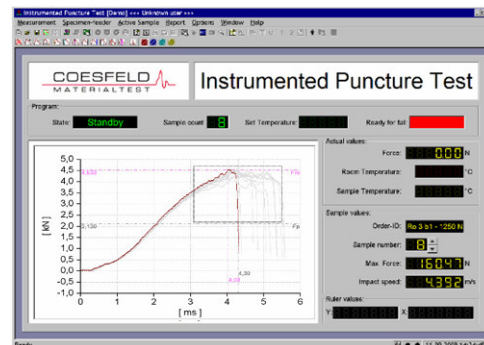 Instrumented Puncture Test [Demo] +++ Unknown user +++
Measurement Specimen-feeder Active Sample Report Options Window Help
COESFELD
MATERIALTEST
Instrumented Puncture Test
Program:
State: Standby Sample count: 8 Set Temperature: Ready for fall:
Actual values:
Force: 0.00 N
Room Temperature: °C
Sample Temperature: °C
Sample values:
Order-ID: Ro 3 b1 - 1250 N
Sample number: 8
Max. Force: N
Impact speed: 4.392 m/s
Ruler values:
Y: X:
[ kN ]
5,0
4,5
4,0
3,5
3,0
2,5
2,0
1,5
1,0
0,5
0,0
-0,5
-1,0
Fp
4,30
0 1 2 3 4 5 6
[ ms ]
Ready